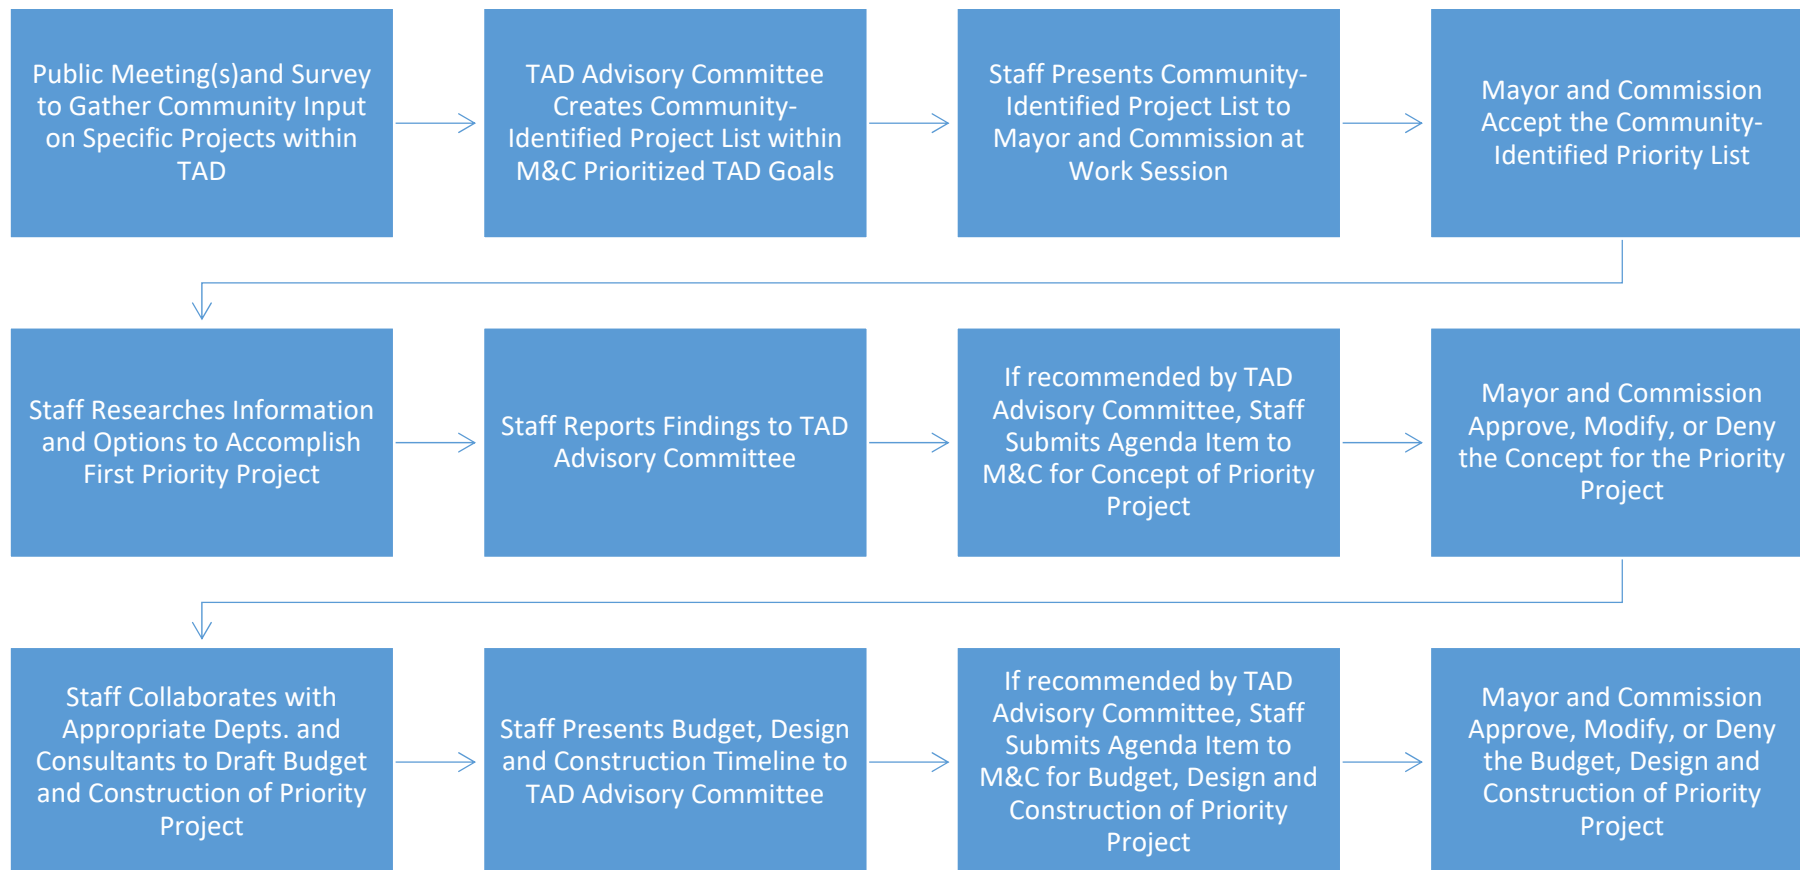 Public Meeting(s)and Survey
to Gather Community Input
on Specific Projects within
TAD
TAD Advisory Committee
Creates Community-
Identified Project List within
M&C Prioritized TAD Goals
Staff Presents Community-
Identified Project List to
Mayor and Commission at
Work Session
Mayor and Commission
Accept the Community-
Identified Priority List
Staff Researches Information
and Options to Accomplish
First Priority Project
Staff Reports Findings to TAD
Advisory Committee
If recommended by TAD
Advisory Committee, Staff
Submits Agenda Item to
M&C for Concept of Priority
Project
Mayor and Commission
Approve, Modify, or Deny
the Concept for the Priority
Project
Staff Collaborates with
Appropriate Depts. and
Consultants to Draft Budget
and Construction of Priority
Project
Staff Presents Budget, Design
and Construction Timeline to
TAD Advisory Committee
If recommended by TAD
Advisory Committee, Staff
Submits Agenda Item to
M&C for Budget, Design and
Construction of Priority
Project
Mayor and Commission
Approve, Modify, or Deny
the Budget, Design and
Construction of Priority
Project